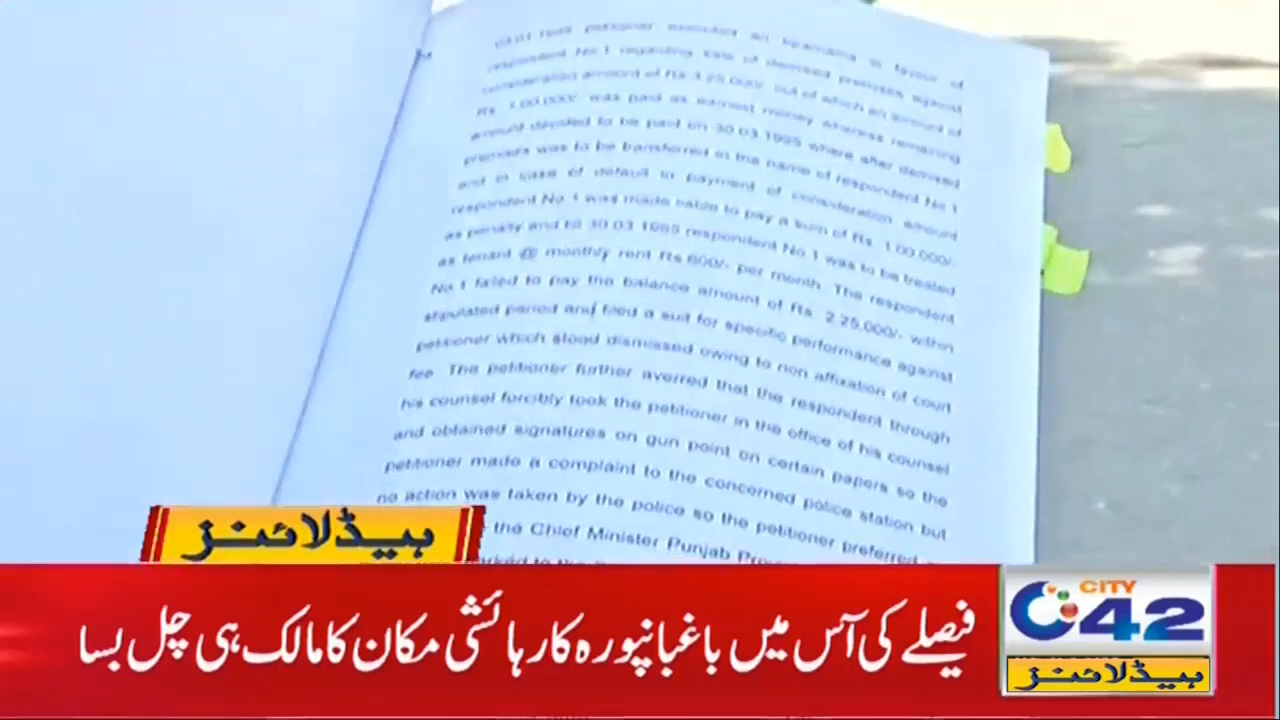 petitioner executed an in favour of
respondent No.1 regarding sale of demised premises against
consideration amount of Rs. 3,25,000/- out of which an amount of
Rs. 1,00,000/- was paid as earnest money whereas remaining
amount decided to be paid on 30.03.1995 where after demised
premises was to be transferred in the name of respondent No.1
and in case of default in payment of consideration amount
respondent No.1 was made liable to pay a sum of Rs. 1,00,000/-
as penalty and to 30.03.1995 respondent No.1 was to be treated
as tenant @ monthly rent Rs.600/- per month. The respondent
No.1 failed to pay the balance amount of Rs. 2,25,000/- within
stipulated period and filed a suit for specific performance against
petitioner which stood dismissed owing to non affixation of court
fee. The petitioner further averred that the respondent through
his counsel forcibly took the petitioner in the office of his counsel
and obtained signatures on gun point on certain papers so the
petitioner made a complaint to the concerned police station but
no action was taken by the police so the petitioner preferred
the Chief Minister Punjab
ہیڈلائنز
فیصلے کی آس میں باغبانپورہ کا رہائشی مکان کا مالک ہی چل بسا
CITY
42
ہیڈلائنز